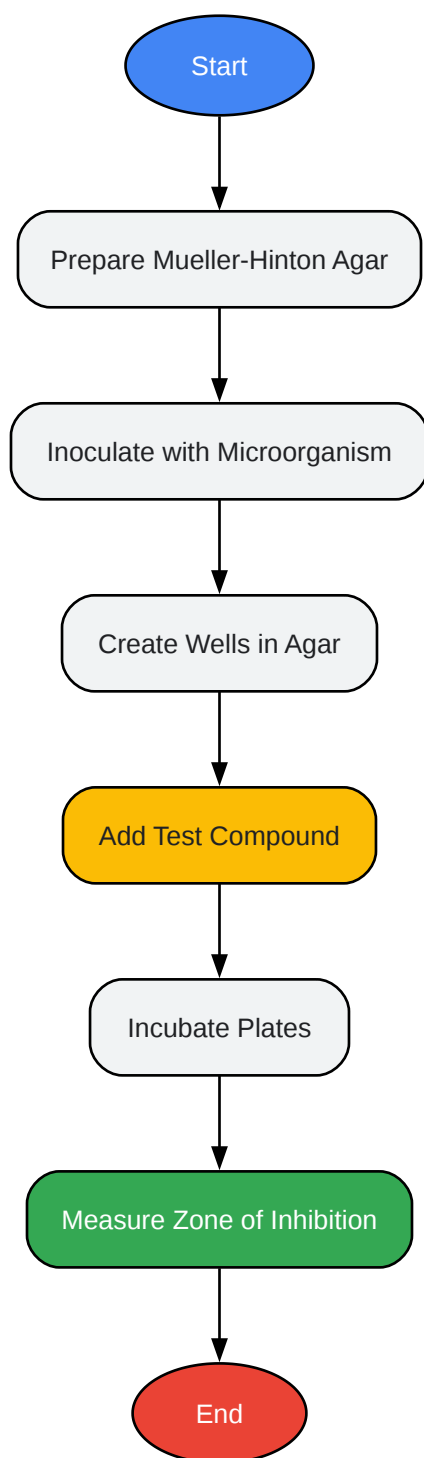 Start
Prepare Mueller-Hinton Agar
Inoculate with Microorganism
Create Wells in Agar
Add Test Compound
Incubate Plates
Measure Zone of Inhibition
End